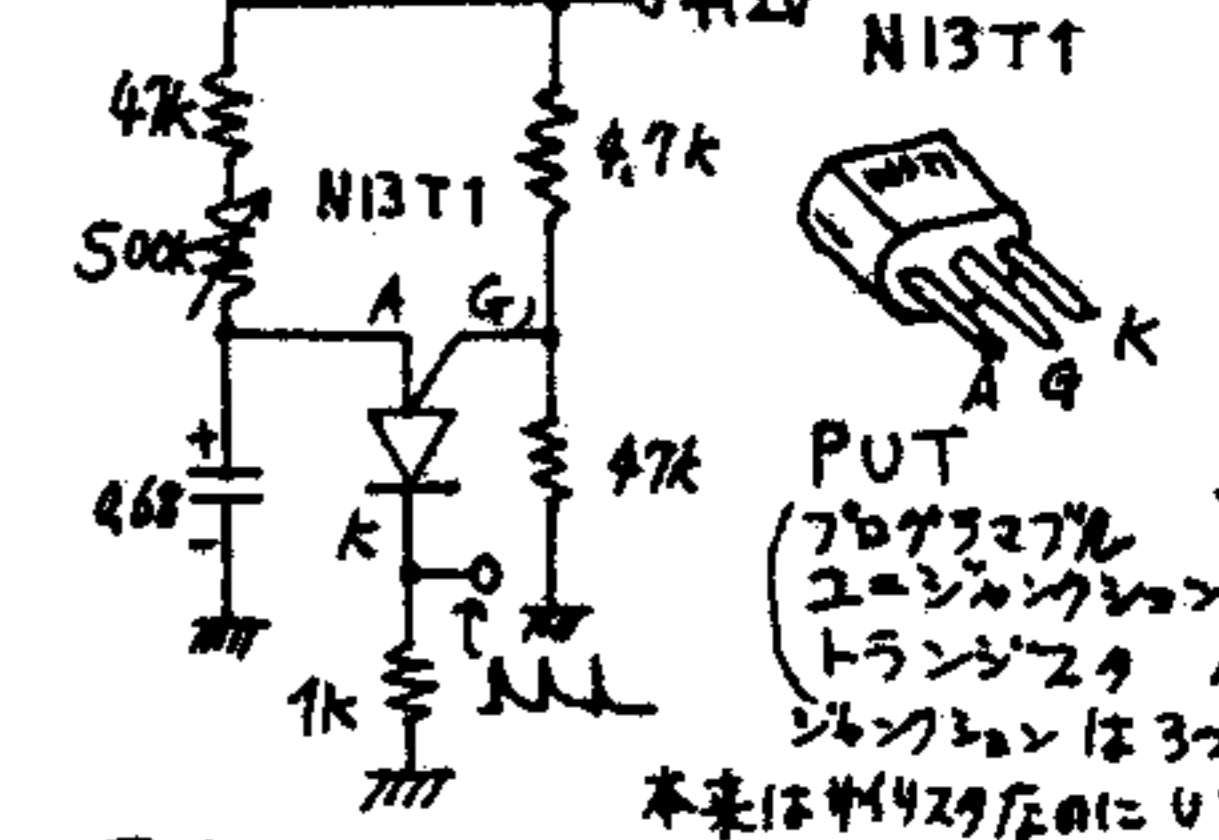 +12V
N13T1
47k
4.7k
N13T1
500k
A
G
K
A G
PUT
47k
+
0.68
-
K
プログラマブル
ユニジャンクション
トランジスタ
1k
ジャンクションは3つ
本来はサイリスタなのに